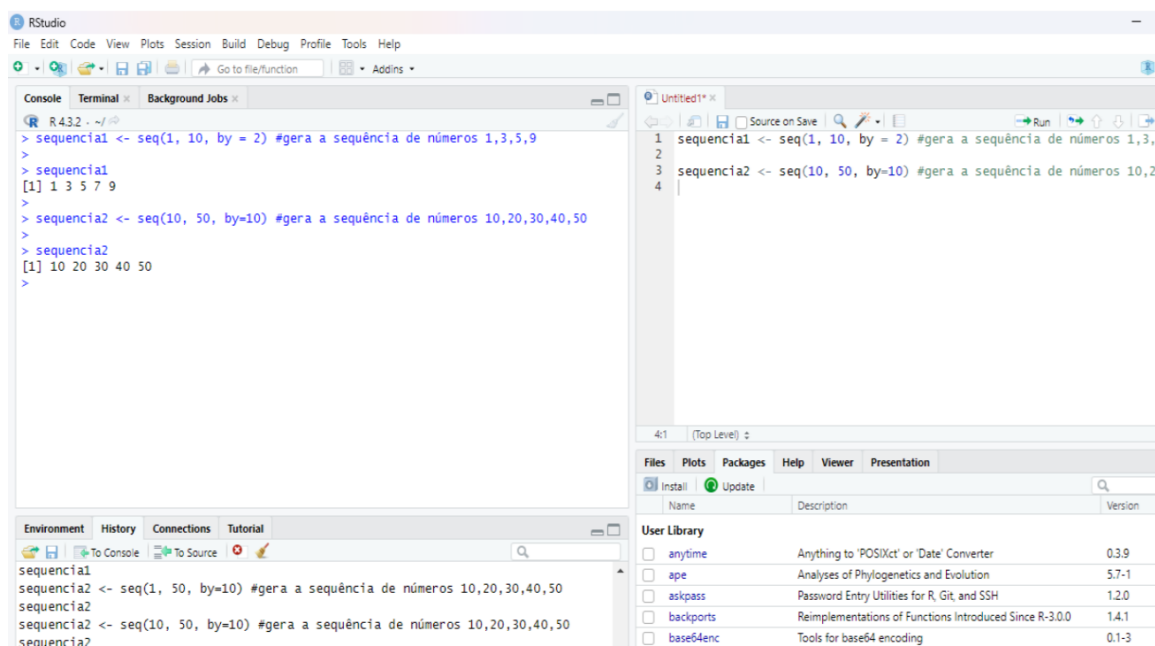 RStudio
File Edit Code View Plots Session Build Debug Profile Tools Help
Go to file/function Addins
Console Terminal Background Jobs
R 4.3.2 · ~/
> sequencia1 <- seq(1, 10, by = 2) #gera a sequência de números 1,3,5,9
>
> sequencia1
[1] 1 3 5 7 9
>
> sequencia2 <- seq(10, 50, by=10) #gera a sequência de números 10,20,30,40,50
>
> sequencia2
[1] 10 20 30 40 50
>
Untitled1*
Source on Save Run
1 sequencia1 <- seq(1, 10, by = 2) #gera a sequência de números 1,3,
2
3 sequencia2 <- seq(10, 50, by=10) #gera a sequência de números 10,2
4
4:1 (Top Level)
Environment History Connections Tutorial
To Console To Source
sequencia1
sequencia2 <- seq(1, 50, by=10) #gera a sequência de números 10,20,30,40,50
sequencia2
sequencia2 <- seq(10, 50, by=10) #gera a sequência de números 10,20,30,40,50
sequencia2
Files Plots Packages Help Viewer Presentation
Install Update
Name Description Version
User Library
anytime Anything to 'POSIXct' or 'Date' Converter 0.3.9
ape Analyses of Phylogenetics and Evolution 5.7-1
askpass Password Entry Utilities for R, Git, and SSH 1.2.0
backports Reimplementations of Functions Introduced Since R-3.0.0 1.4.1
base64enc Tools for base64 encoding 0.1-3